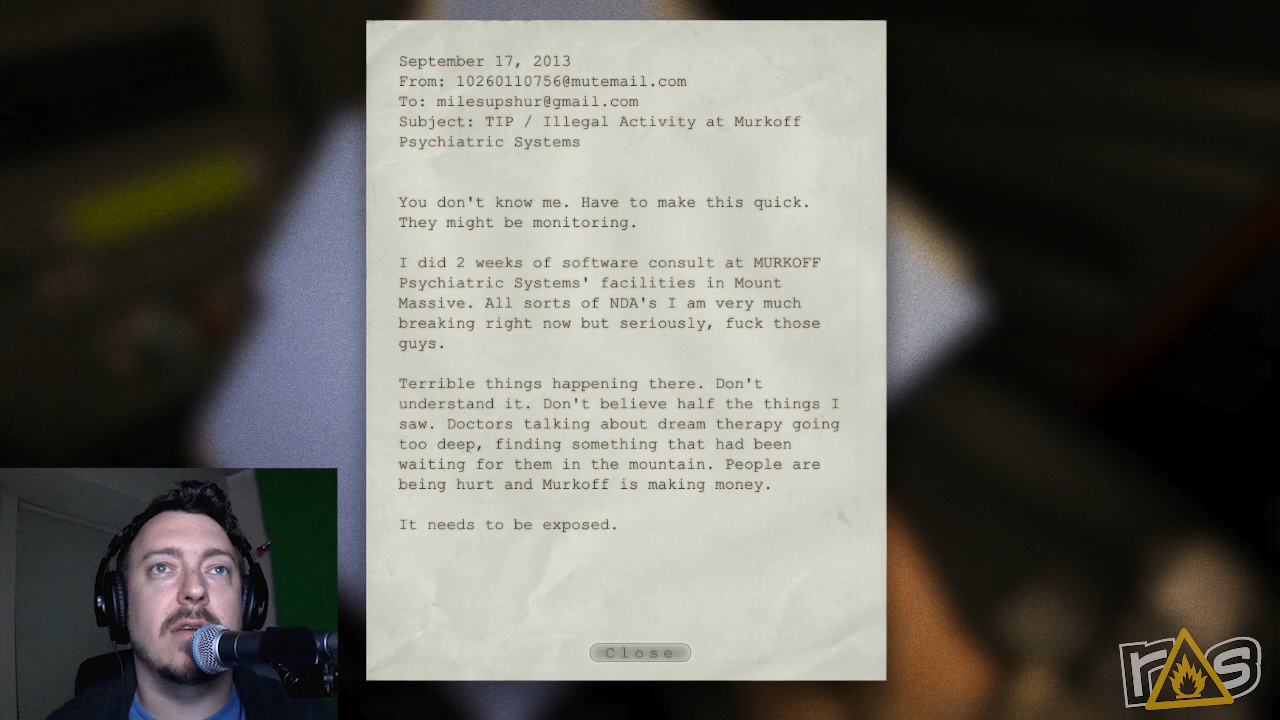 September 17, 2013
From: 10260110756@mutemail.com
To: milesupshur@gmail.com
Subject: TIP / Illegal Activity at Murkoff
Psychiatric Systems
You don't know me. Have to make this quick.
They might be monitoring.
I did 2 weeks of software consult at MURKOFF
Psychiatric Systems' facilities in Mount
Massive. All sorts of NDA's I am very much
breaking right now but seriously, fuck those
guys.
Terrible things happening there. Don't
understand it. Don't believe half the things I
saw. Doctors talking about dream therapy going
too deep, finding something that had been
waiting for them in the mountain. People are
being hurt and Murkoff is making money.
It needs to be exposed.
Close
ras